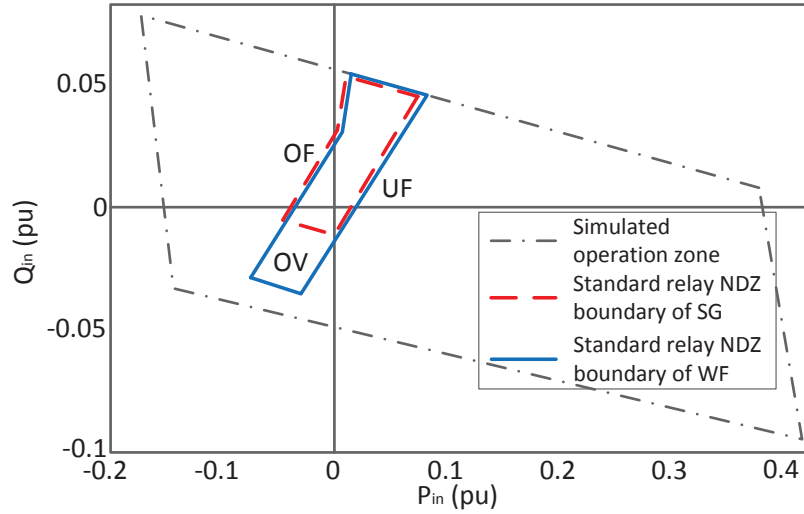 0.05
OF
UF
0
Q_in (pu)
OV
-0.05
-0.1
Simulated
operation zone
Standard relay NDZ
boundary of SG
Standard relay NDZ
boundary of WF
-0.2
-0.1
0
0.1
0.2
0.3
0.4
P_in (pu)